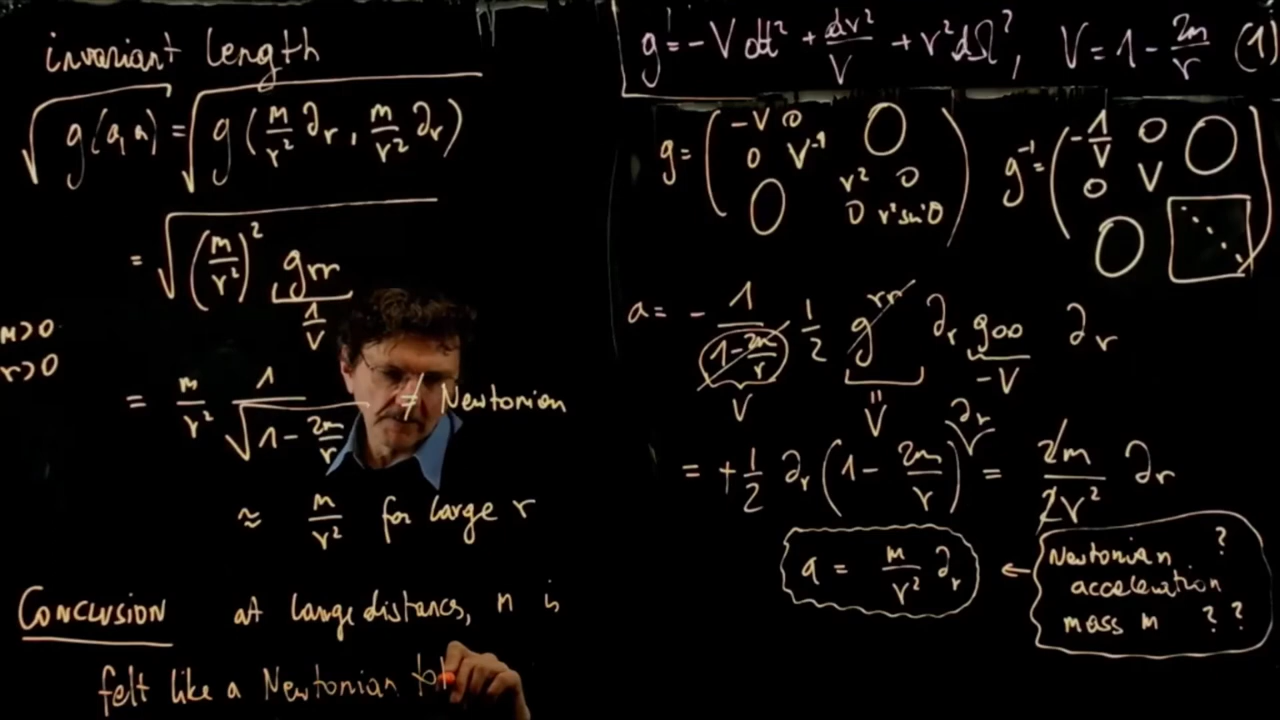 invariant length
√g(a,a) = √g(m/r² ∂r, m/r² ∂r)
= √(m/r²)² grr
1/V
m>0
r>0
= m/r² 1/√1-2m/r ≠ Newtonian
≈ m/r² for large r
CONCLUSION at large distances, m is
felt like a Newtonian tot
g = -V dt² + dr²/V + r²dΩ², V = 1 - 2m/r (1)
g = ( -V 0 0
0 V⁻¹
0 r² 0
0 r²sin²θ )
g⁻¹ = ( -1/V 0 0
0 V
0 )
a = - 1/(1-2m/r) 1/2 g^rr ∂r g00 ∂r
V = V -V
∂r
= +1/2 ∂r (1 - 2m/r) ∂r = 2m/2r² ∂r
a = m/r² ∂r ← Newtonian ?
acceleration
mass m ? ?